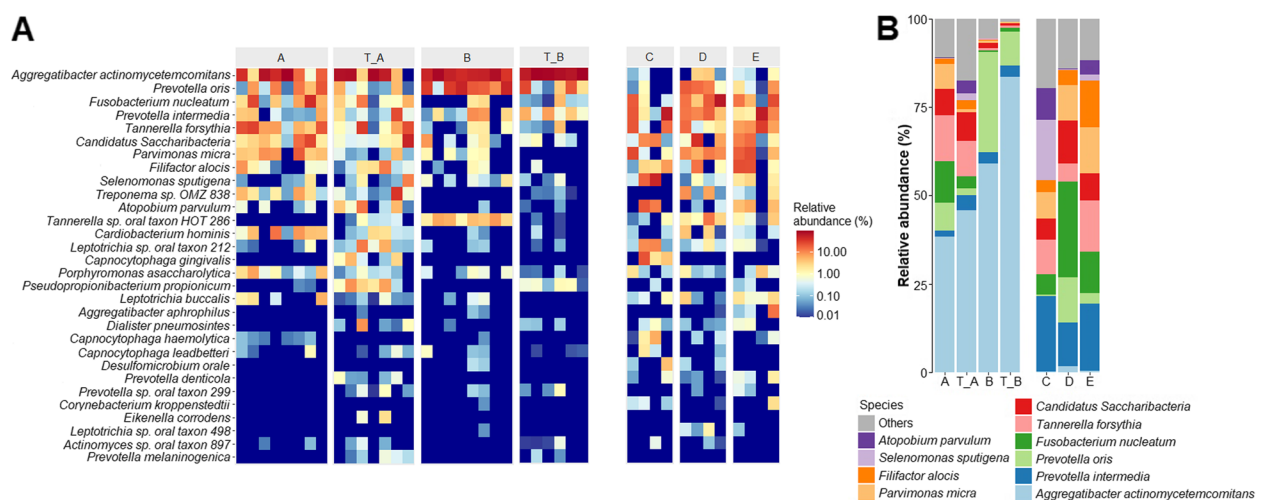 A
A T_A B T_B C D E
Aggregatibacter actinomycetemcomitans
Prevotella oris
Fusobacterium nucleatum
Prevotella intermedia
Tannerella forsythia
Candidatus Saccharibacteria
Parvimonas micra
Filifactor alocis
Selenomonas sputigena
Treponema sp. OMZ 838
Atopobium parvulum
Tannerella sp. oral taxon HOT 286
Cardiobacterium hominis
Leptotrichia sp. oral taxon 212
Capnocytophaga gingivalis
Porphyromonas asaccharolytica
Pseudopropionibacterium propionicum
Leptotrichia buccalis
Aggregatibacter aphrophilus
Dialister pneumosintes
Capnocytophaga haemolytica
Capnocytophaga leadbetteri
Desulfomicrobium orale
Prevotella denticola
Prevotella sp. oral taxon 299
Corynebacterium kroppenstedtii
Eikenella corrodens
Leptotrichia sp. oral taxon 498
Actinomyces sp. oral taxon 897
Prevotella melaninogenica
Relative
abundance (%)
10.00
1.00
0.10
0.01
B
Relative abundance (%)
100
75
50
25
0
A T_A B T_B C D E
Species
Others
Atopobium parvulum
Selenomonas sputigena
Filifactor alocis
Parvimonas micra
Candidatus Saccharibacteria
Tannerella forsythia
Fusobacterium nucleatum
Prevotella oris
Prevotella intermedia
Aggregatibacter actinomycetemcomitans